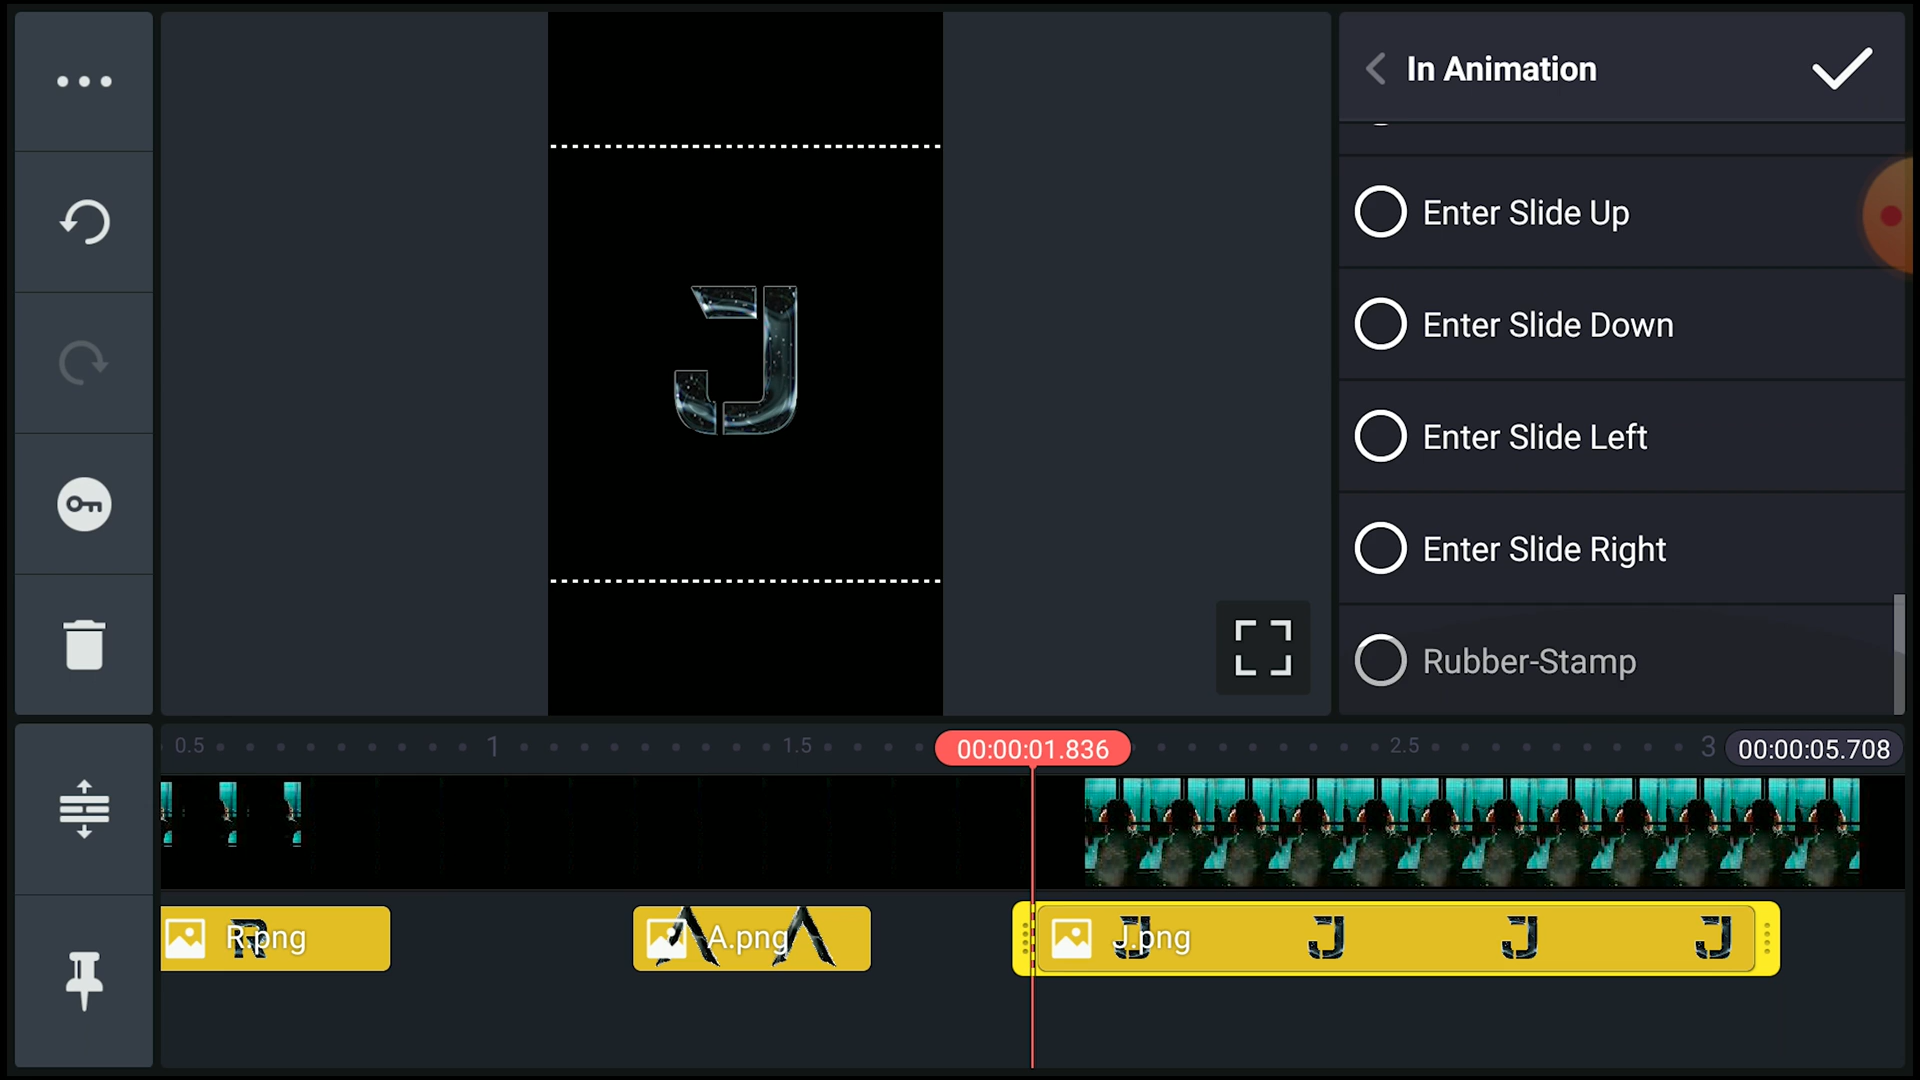 In Animation
Enter Slide Up
Enter Slide Down
Enter Slide Left
Enter Slide Right
Rubber-Stamp
J
0.5
1
1.5
00:00:01.836
2.5
3
00:00:05.708
R.png
A.png
J.png